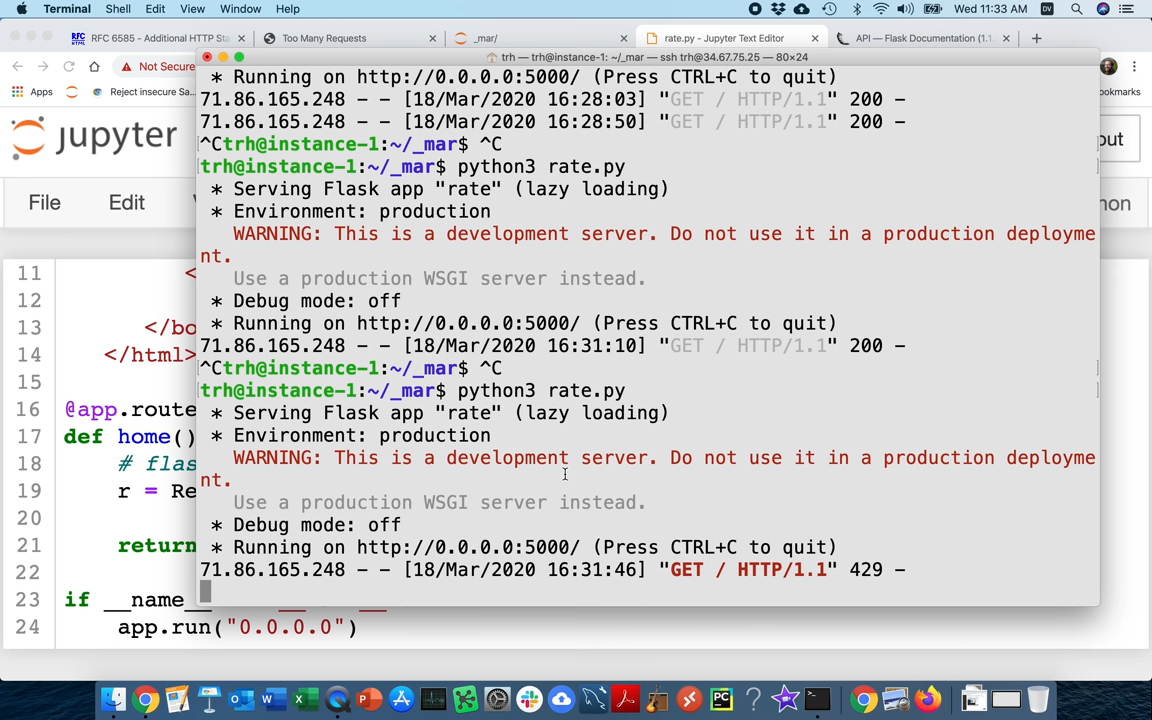 Terminal Shell Edit View Window Help Wed 11:33 AM DV
RFC HTML RFC 6585 - Additional HTTP Sta Too Many Requests _mar/ rate.py - Jupyter Text Editor API — Flask Documentation (1.1.
Not Secure
trh — trh@instance-1: ~/_mar — ssh trh@34.67.75.25 — 80×24
Apps Reject insecure Sa... ookmarks
jupyter
out
File Edit
hon
* Running on http://0.0.0.0:5000/ (Press CTRL+C to quit)
71.86.165.248 - - [18/Mar/2020 16:28:03] "GET / HTTP/1.1" 200 -
71.86.165.248 - - [18/Mar/2020 16:28:50] "GET / HTTP/1.1" 200 -
^Ctrh@instance-1:~/_mar$ ^C
trh@instance-1:~/_mar$ python3 rate.py
* Serving Flask app "rate" (lazy loading)
* Environment: production
WARNING: This is a development server. Do not use it in a production deployme
nt.
Use a production WSGI server instead.
* Debug mode: off
* Running on http://0.0.0.0:5000/ (Press CTRL+C to quit)
71.86.165.248 - - [18/Mar/2020 16:31:10] "GET / HTTP/1.1" 200 -
^Ctrh@instance-1:~/_mar$ ^C
trh@instance-1:~/_mar$ python3 rate.py
* Serving Flask app "rate" (lazy loading)
* Environment: production
WARNING: This is a development server. Do not use it in a production deployme
nt.
Use a production WSGI server instead.
* Debug mode: off
* Running on http://0.0.0.0:5000/ (Press CTRL+C to quit)
71.86.165.248 - - [18/Mar/2020 16:31:46] "GET / HTTP/1.1" 429 -
11 <
12
13 </bo
14 </html>
15
16 @app.route
17 def home()
18 # flas
19 r = Re
20
21 return
22
23 if __name__
24 app.run("0.0.0.0")